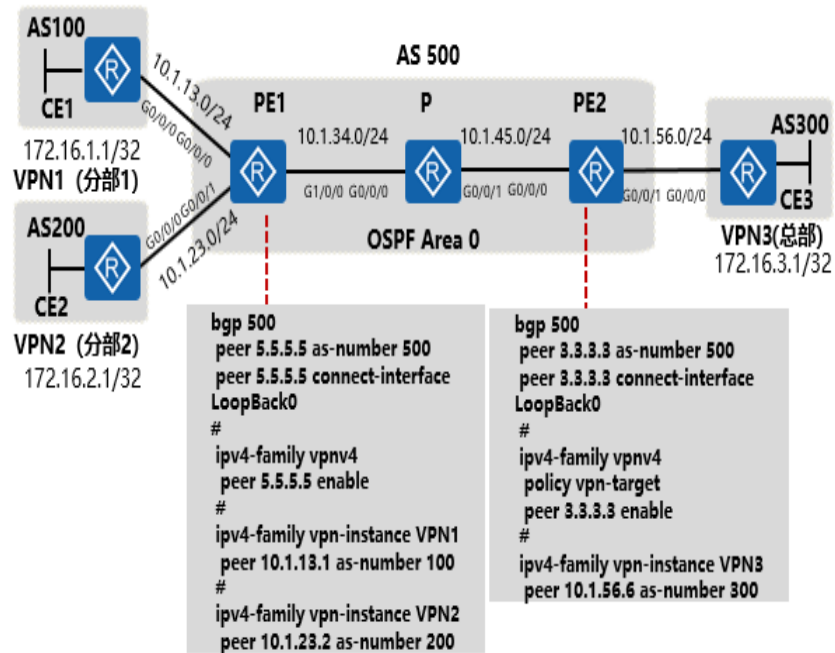 AS100
CE1
172.16.1.1/32
VPN1（分部1）
10.1.13.0/24
G0/0/0
G0/0/0
AS200
CE2
VPN2（分部2）
172.16.2.1/32
G0/0/0
G0/0/1
10.1.23.0/24
AS 500
PE1
P
PE2
10.1.34.0/24
10.1.45.0/24
10.1.56.0/24
G1/0/0 G0/0/0
G0/0/1 G0/0/0
G0/0/1 G0/0/0
OSPF Area 0
AS300
CE3
VPN3(总部)
172.16.3.1/32
R
R
R
R
R
R
bgp 500
peer 5.5.5.5 as-number 500
peer 5.5.5.5 connect-interface
LoopBack0
#
ipv4-family vpnv4
peer 5.5.5.5 enable
#
ipv4-family vpn-instance VPN1
peer 10.1.13.1 as-number 100
#
ipv4-family vpn-instance VPN2
peer 10.1.23.2 as-number 200
bgp 500
peer 3.3.3.3 as-number 500
peer 3.3.3.3 connect-interface
LoopBack0
#
ipv4-family vpnv4
policy vpn-target
peer 3.3.3.3 enable
#
ipv4-family vpn-instance VPN3
peer 10.1.56.6 as-number 300